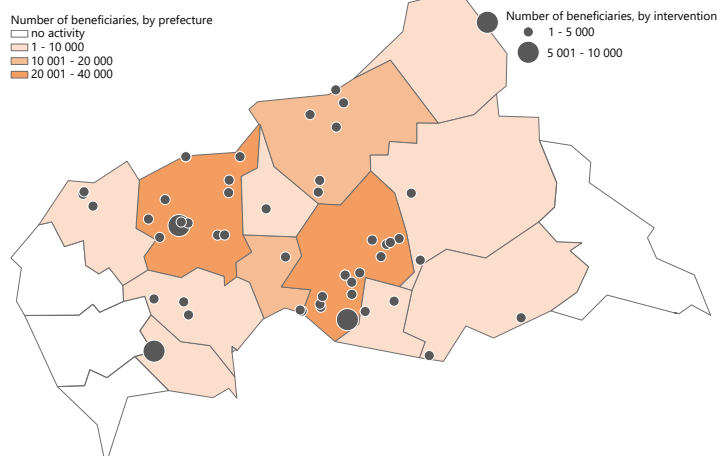 Number of beneficiaries, by prefecture
no activity
1 - 10 000
10 001 - 20 000
20 001 - 40 000
Number of beneficiaries, by intervention
1 - 5 000
5 001 - 10 000